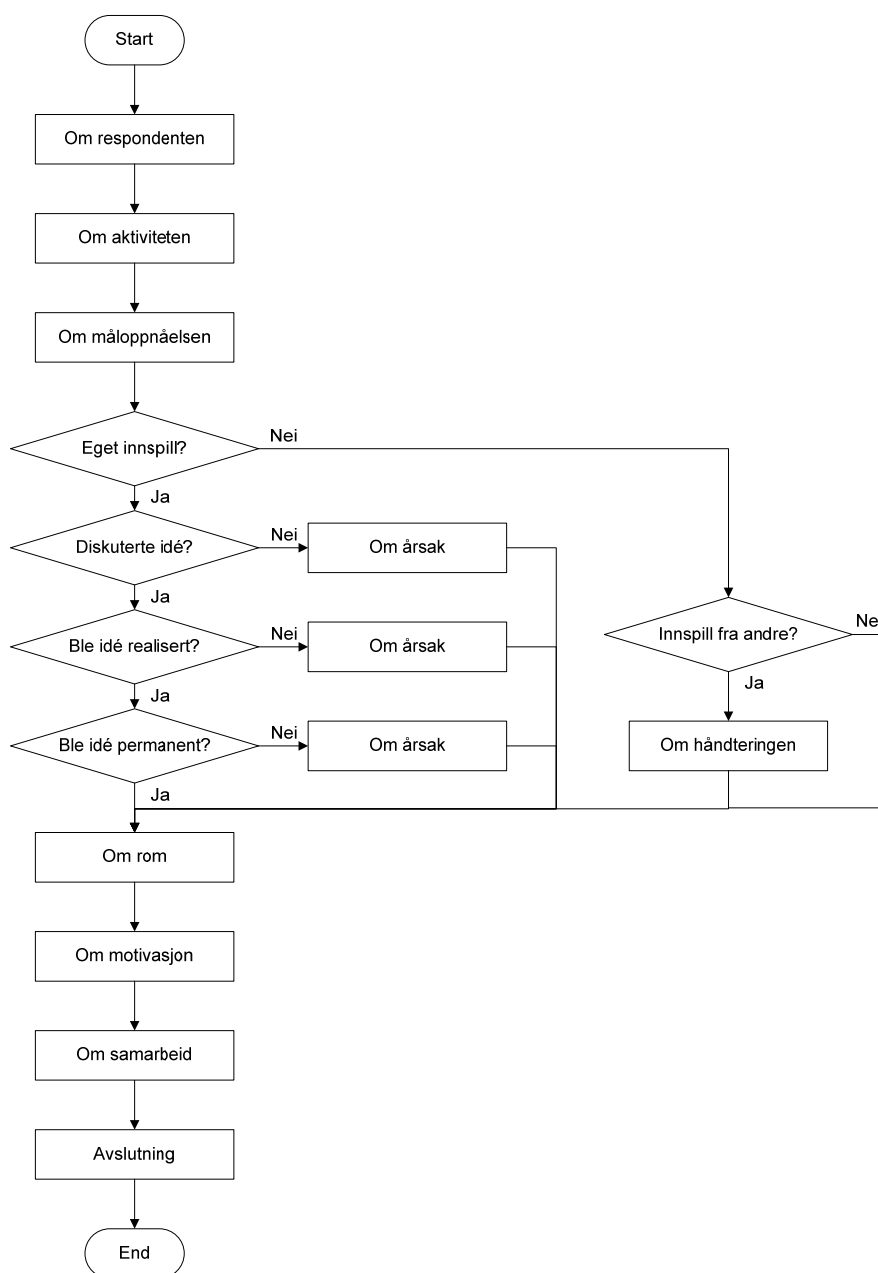 Start
Om respondenten
Om aktiviteten
Om måloppnåelsen
Eget innspill?
Nei
Ja
Diskuterte idé?
Nei
Om årsak
Ja
Ble idé realisert?
Nei
Om årsak
Innspill fra andre?
Ja
Ja
Ble idé permanent?
Nei
Om årsak
Om håndteringen
Ja
Om rom
Om motivasjon
Om samarbeid
Avslutning
End